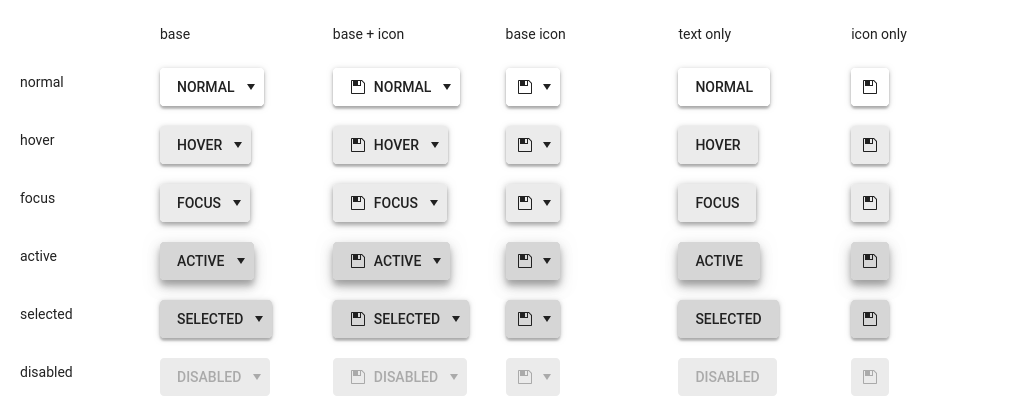 base base + icon base icon text only icon only
normal NORMAL NORMAL NORMAL
hover HOVER HOVER HOVER
focus FOCUS FOCUS FOCUS
active ACTIVE ACTIVE ACTIVE
selected SELECTED SELECTED SELECTED
disabled DISABLED DISABLED DISABLED